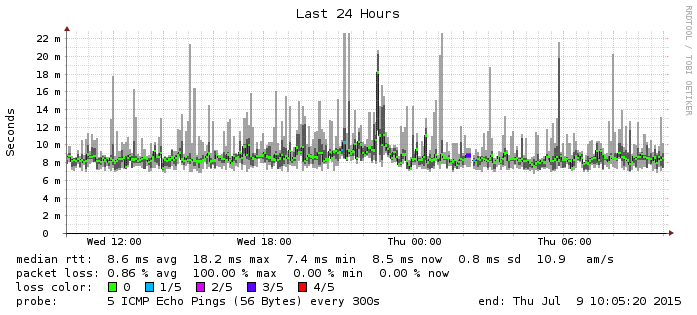 Last 24 Hours
RRDTOOL / TOBI OETIKER
Seconds
22 m
20 m
18 m
16 m
14 m
12 m
10 m
8 m
6 m
4 m
2 m
0
Wed 12:00 Wed 18:00 Thu 00:00 Thu 06:00
median rtt: 8.6 ms avg 18.2 ms max 7.4 ms min 8.5 ms now 0.8 ms sd 10.9 am/s
packet loss: 0.86 % avg 100.00 % max 0.00 % min 0.00 % now
loss color: 0 1/5 2/5 3/5 4/5
probe: 5 ICMP Echo Pings (56 Bytes) every 300s end: Thu Jul 9 10:05:20 2015